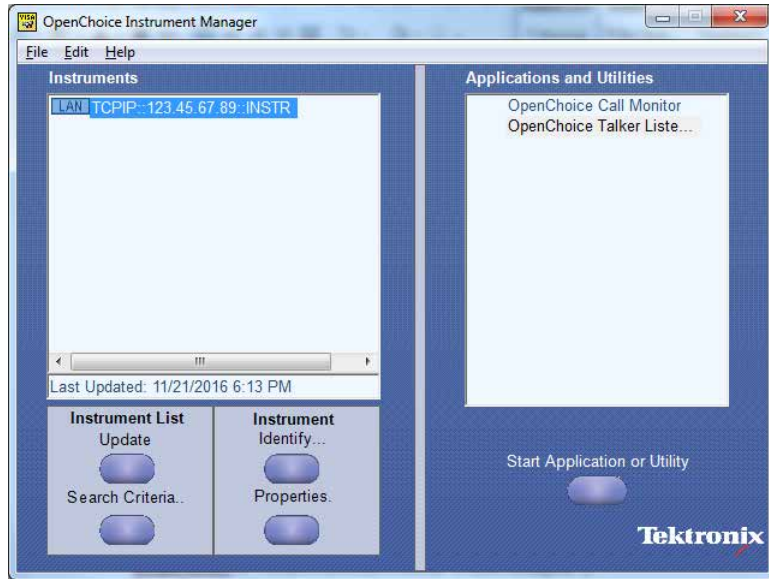 VISA
OpenChoice Instrument Manager
File Edit Help
Instruments
LAN TCPIP::123.45.67.89::INSTR
Last Updated: 11/21/2016 6:13 PM
Instrument List
Update
Search Criteria..
Instrument
Identify...
Properties.
Applications and Utilities
OpenChoice Call Monitor
OpenChoice Talker Liste...
Start Application or Utility
Tektronix